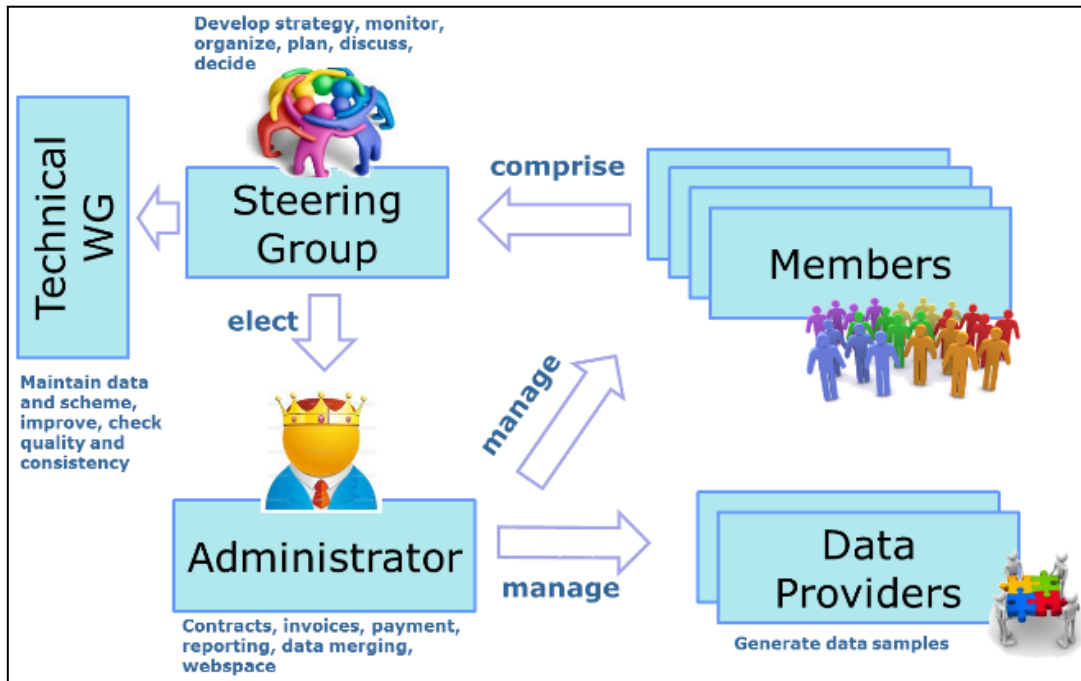 Develop strategy, monitor,
organize, plan, discuss,
decide
Technical
WG
Steering
Group
comprise
Members
elect
manage
Maintain data
and scheme,
improve, check
quality and
consistency
Administrator
manage
Data
Providers
Contracts, invoices, payment,
reporting, data merging,
webspace
Generate data samples